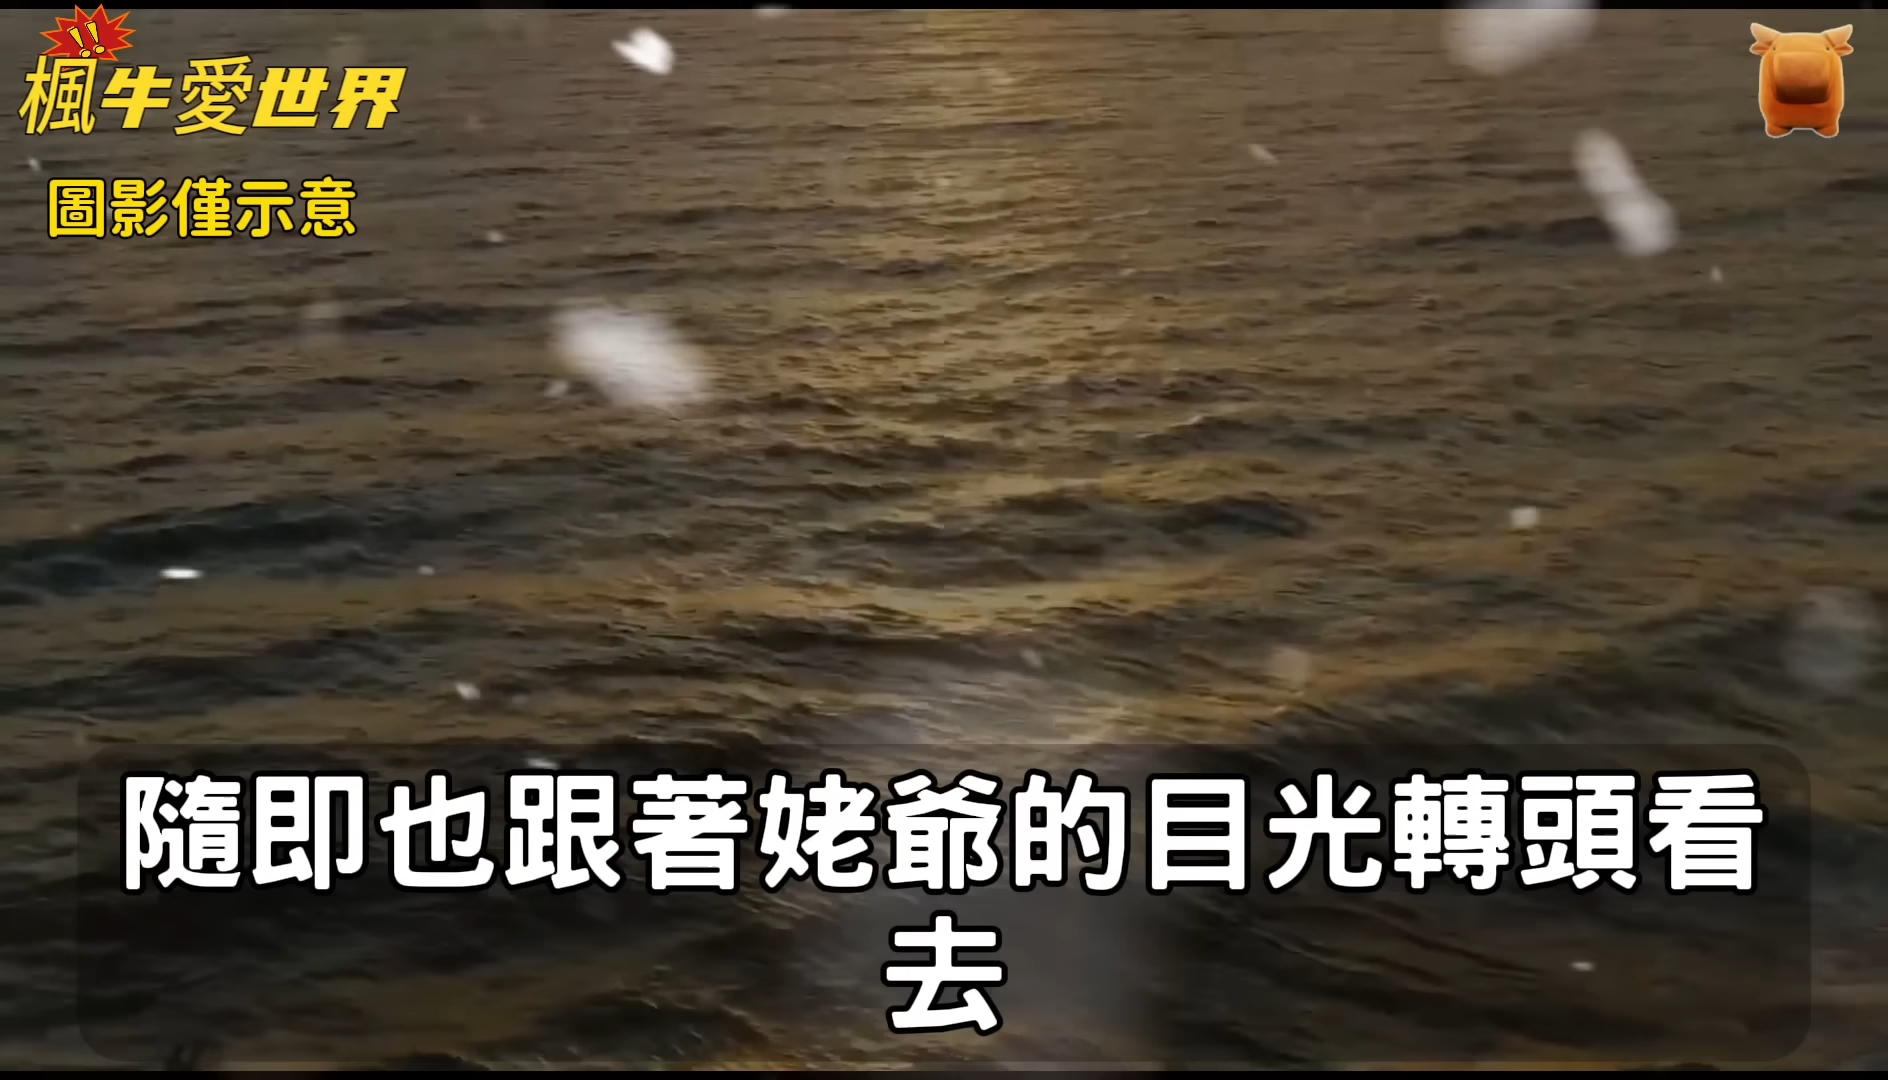 !!
楓牛愛世界
圖影僅示意
隨即也跟著姥爺的目光轉頭看
去